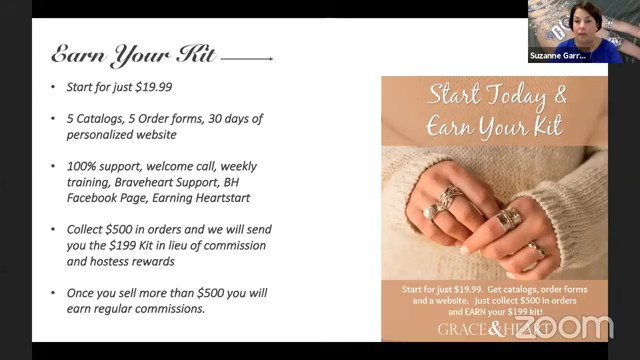 Earn Your Kit
• Start for just $19.99
• 5 Catalogs, 5 Order forms, 30 days of
personalized website
• 100% support, welcome call, weekly
training, Braveheart Support, BH
Facebook Page, Earning Heartstart
• Collect $500 in orders and we will send
you the $199 Kit in lieu of commission
and hostess rewards
• Once you sell more than $500 you will
earn regular commissions.
Suzanne Garr...
Start Today &
Earn Your Kit
Start for just $19.99. Get catalogs, order forms
and a website. Just collect $500 in orders
and EARN your $199 kit!
GRACE&HEART
zoom